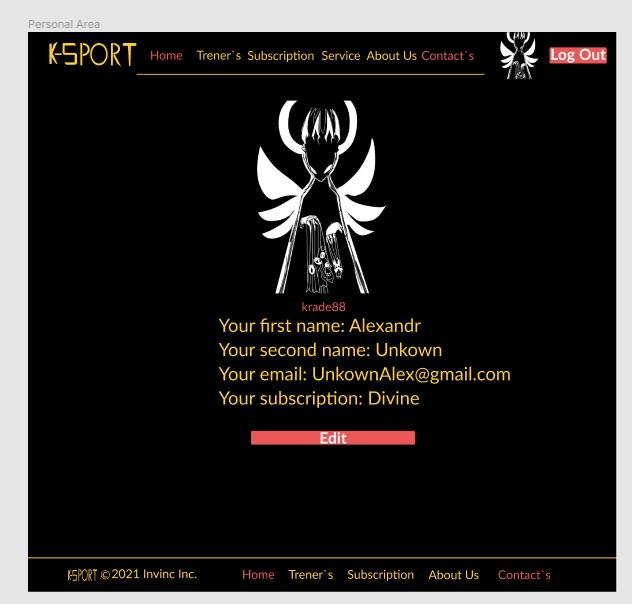 Personal Area
K-SPORT Home Trener`s Subscription Service About Us Contact`s Log Out
krade88
Your first name: Alexandr
Your second name: Unkown
Your email: UnkownAlex@gmail.com
Your subscription: Divine
Edit
K-SPORT ©2021 Invinc Inc. Home Trener`s Subscription About Us Contact`s